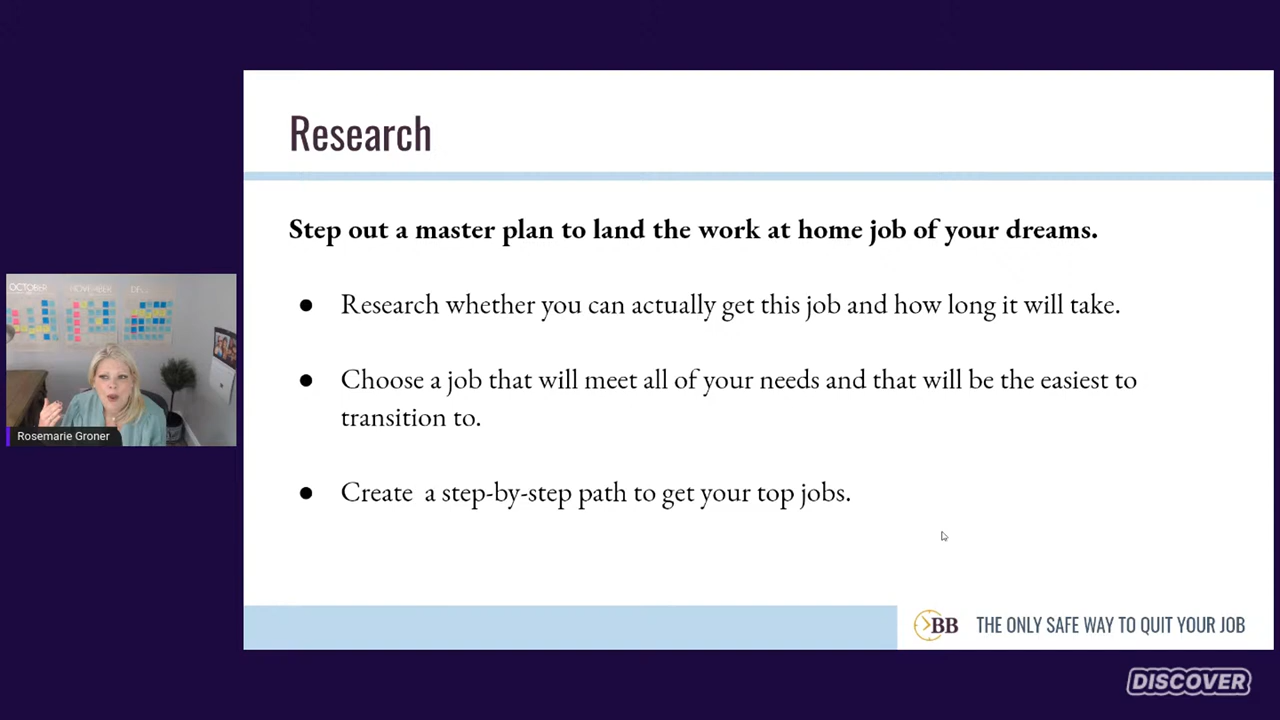 Research
Step out a master plan to land the work at home job of your dreams.
● Research whether you can actually get this job and how long it will take.
● Choose a job that will meet all of your needs and that will be the easiest to
transition to.
● Create a step-by-step path to get your top jobs.
OCTOBER NOVEMBER
Rosemarie Groner
BB THE ONLY SAFE WAY TO QUIT YOUR JOB
DISCOVER